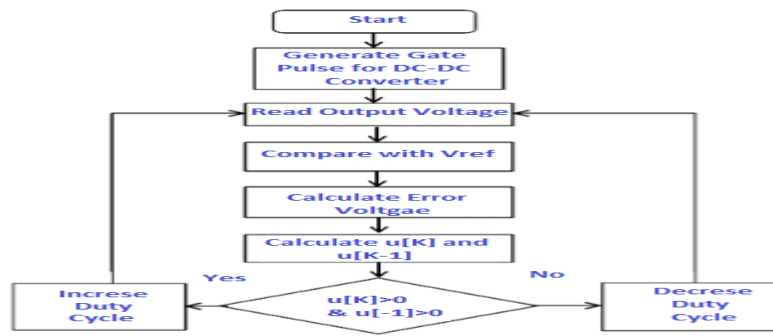 Start
Generate Gate
Pulse for DC-DC
Converter
Read Output Voltage
Compare with Vref
Calculate Error
Voltgae
Calculate u[K] and
u[K-1]
Yes
No
Increse
Duty
Cycle
u[K]>0
& u[-1]>0
Decrese
Duty
Cycle